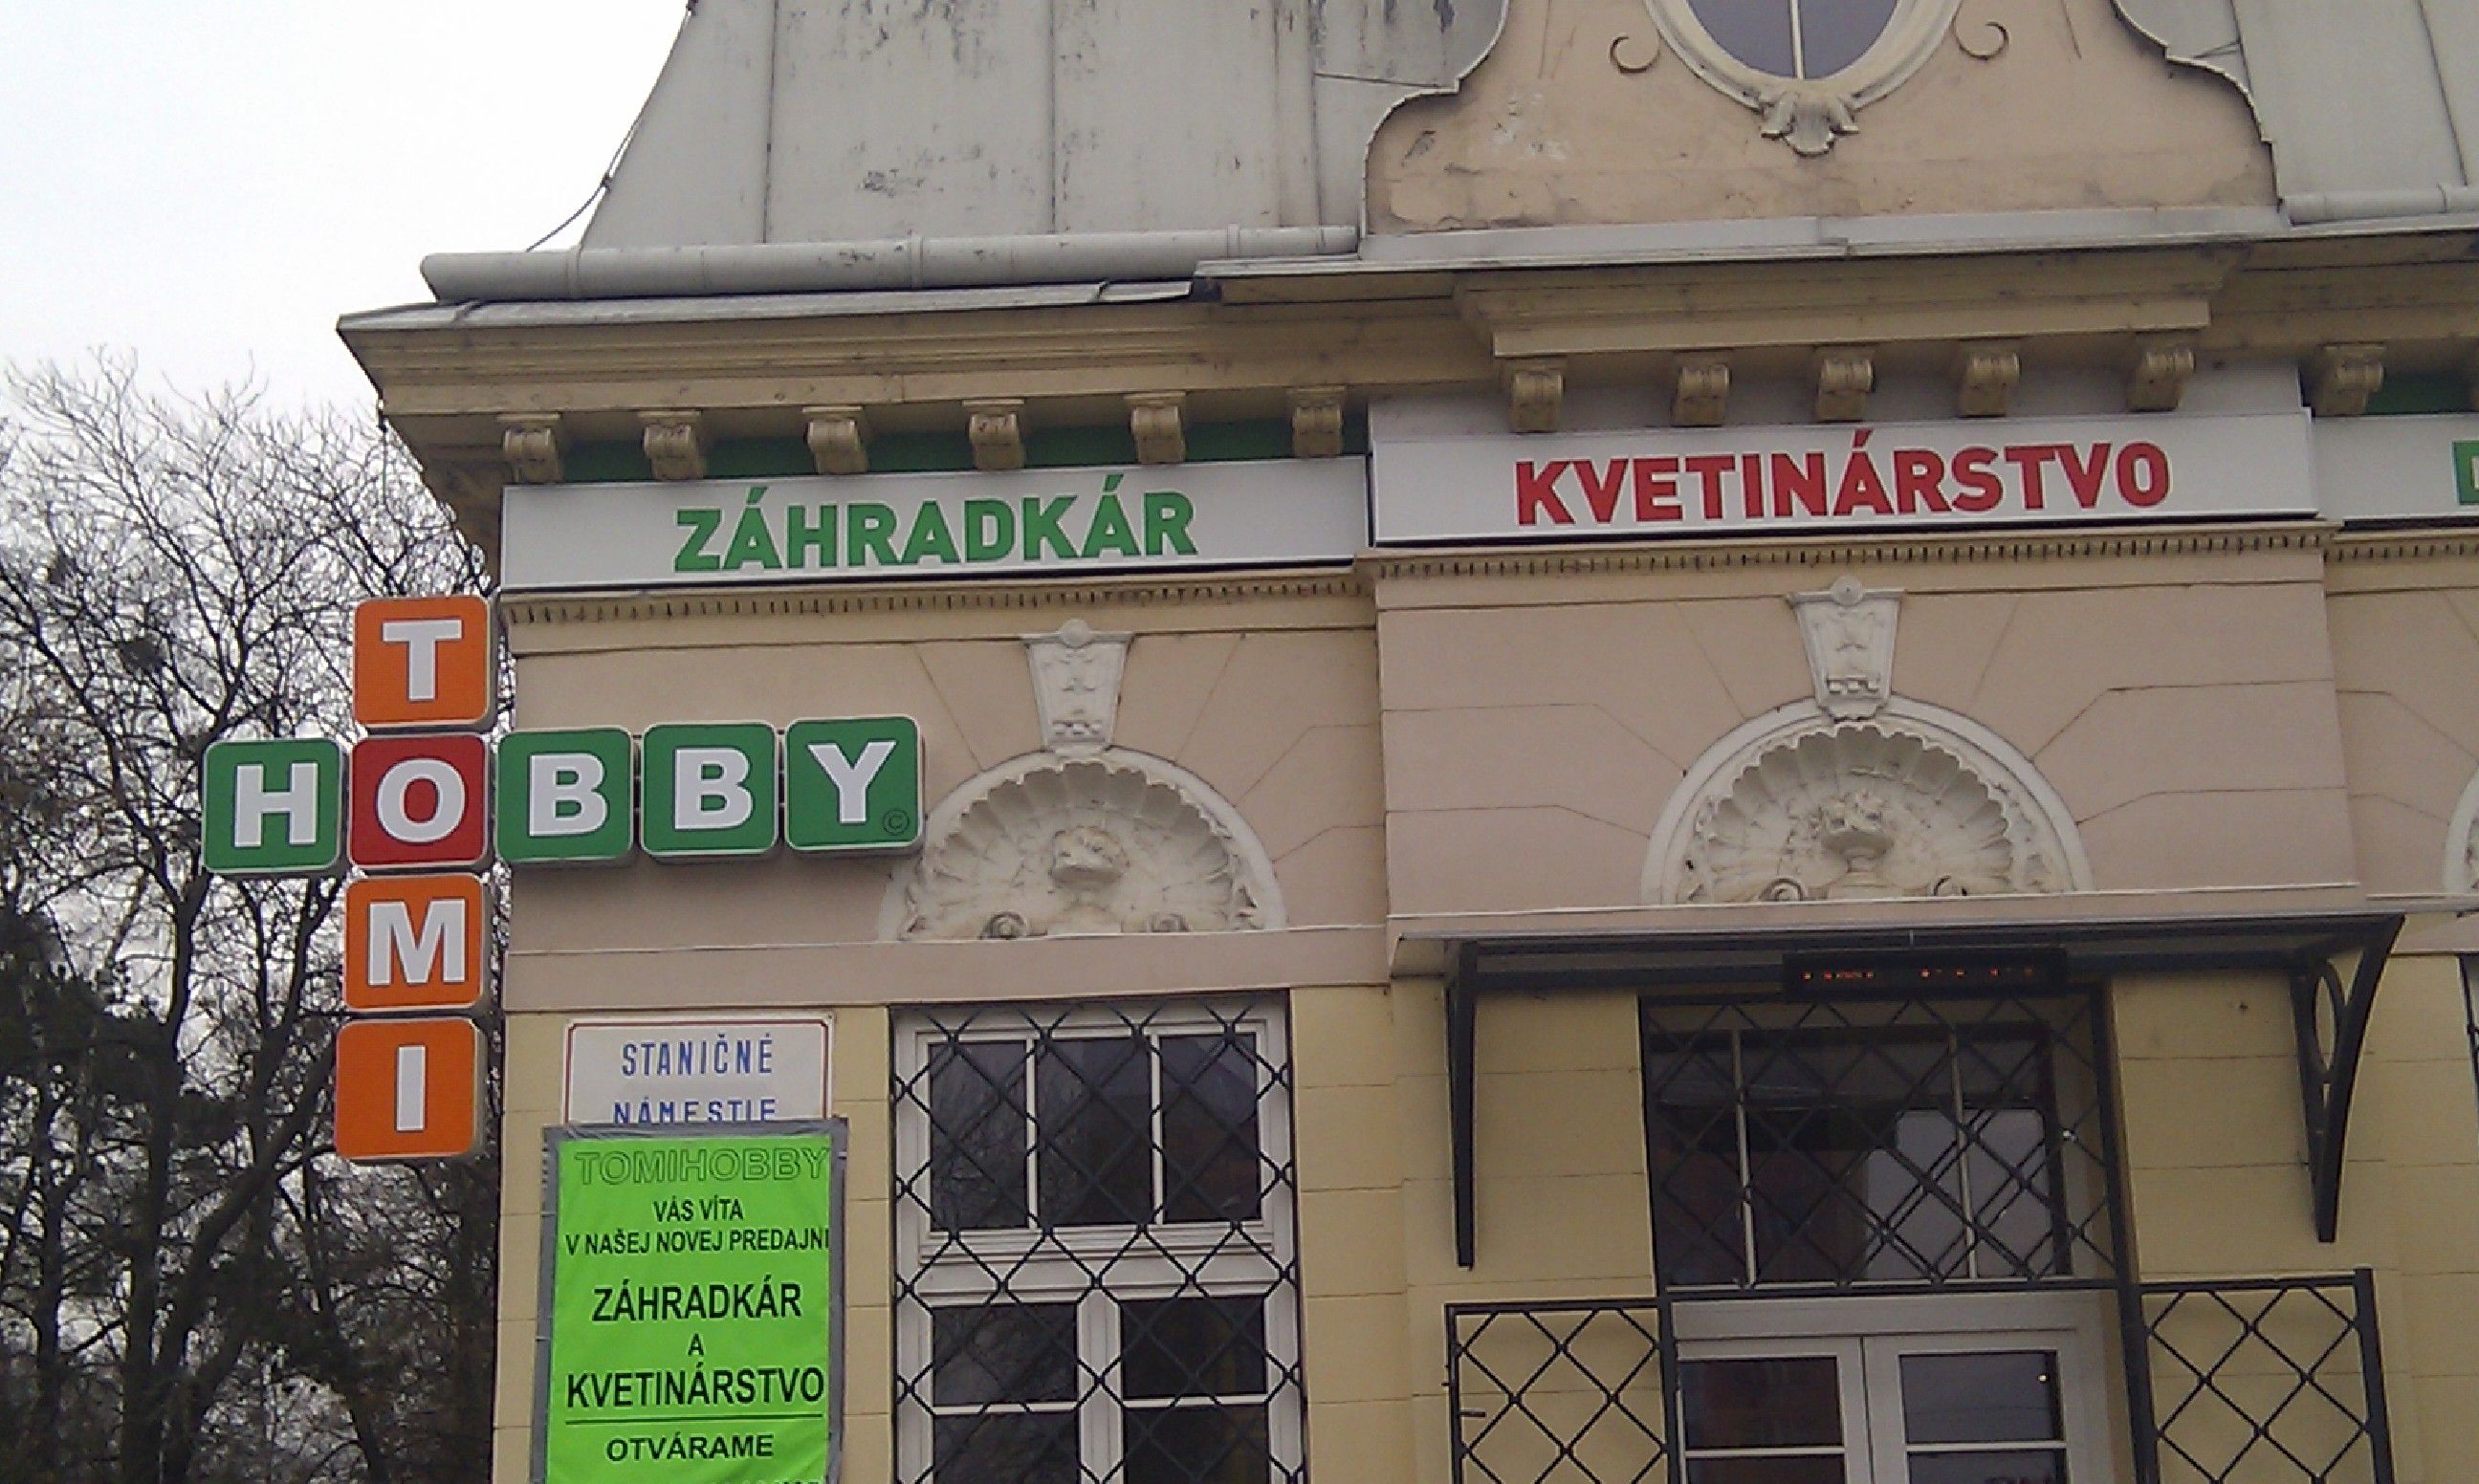 ZÁHRADKÁR
KVETINÁRSTVO
TOMI
HOBBY
©
STANIČNÉ
NÁMESTIE
TOMIHOBBY
VÁS VÍTA
V NAŠEJ NOVEJ PREDAJNI
ZÁHRADKÁR
A
KVETINÁRSTVO
OTVÁRAME